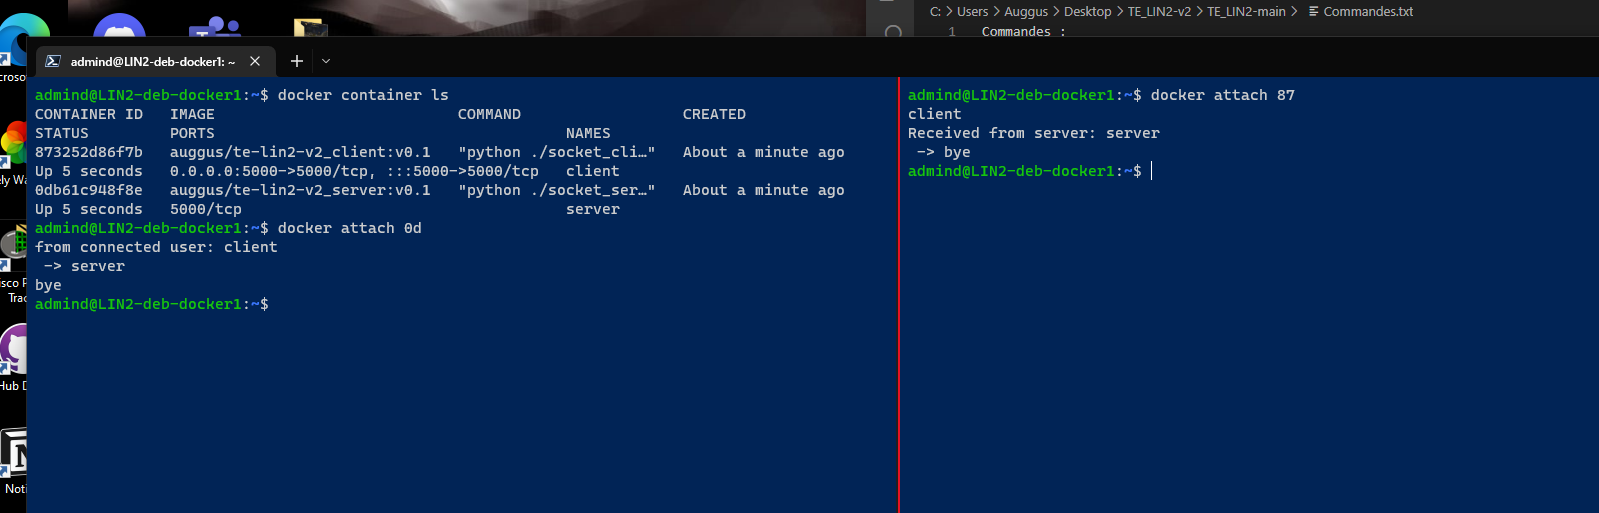 C: > Users > Auggus > Desktop > TE_LIN2-v2 > TE_LIN2-main > Commandes.txt
1 Commandes :
admind@LIN2-deb-docker1: ~
admind@LIN2-deb-docker1:~$ docker container ls
CONTAINER ID IMAGE COMMAND CREATED
STATUS PORTS NAMES
873252d86f7b auggus/te-lin2-v2_client:v0.1 "python ./socket_cli…" About a minute ago
Up 5 seconds 0.0.0.0:5000->5000/tcp, :::5000->5000/tcp client
0db61c948f8e auggus/te-lin2-v2_server:v0.1 "python ./socket_ser…" About a minute ago
Up 5 seconds 5000/tcp server
admind@LIN2-deb-docker1:~$ docker attach 0d
from connected user: client
-> server
bye
admind@LIN2-deb-docker1:~$
admind@LIN2-deb-docker1:~$ docker attach 87
client
Received from server: server
-> bye
admind@LIN2-deb-docker1:~$
crosof
ely Wa
isco P
Trac
Hub D
Noti